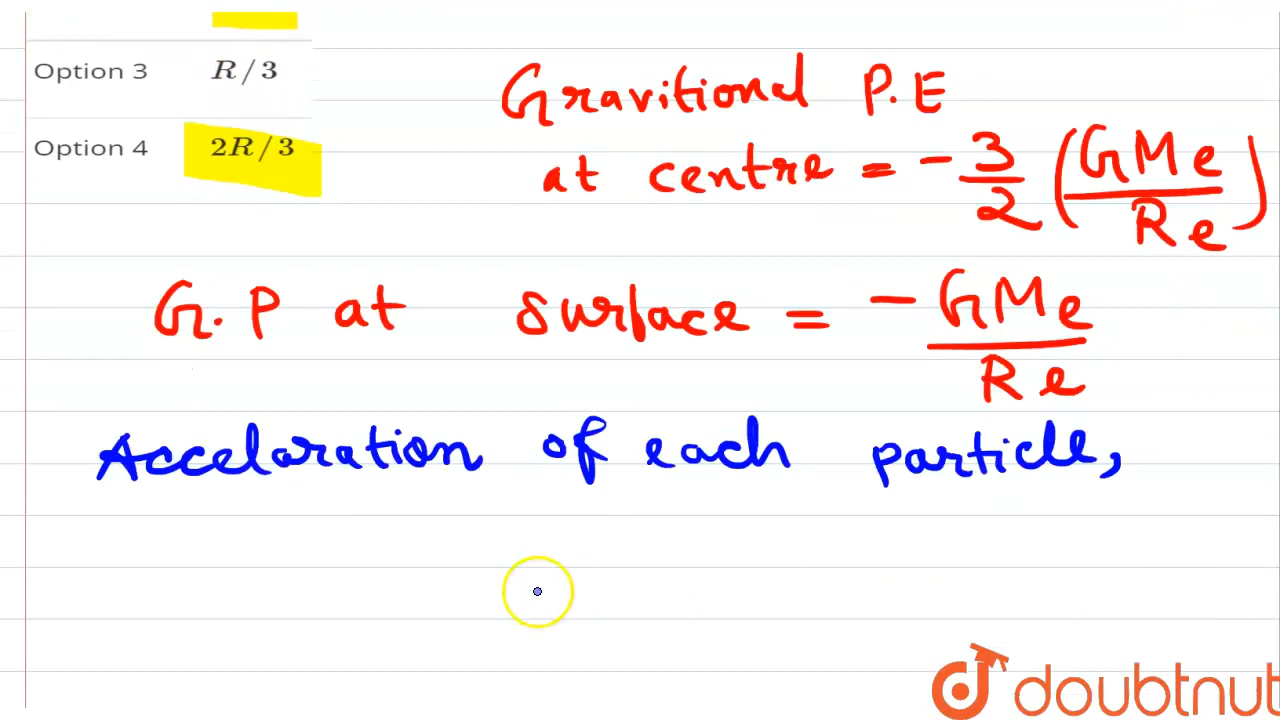 Option 3 R/3
Option 4 2R/3
Gravitional P.E
at centre = - 3/2 (GMe/Re)
G.P at surface = - GMe/Re
Accelaration of each particle,
doubtnut